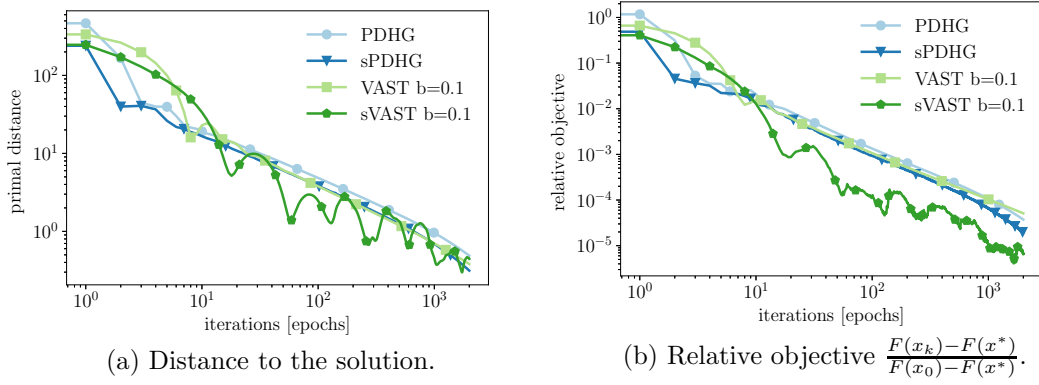 primal distance
10^2
10^1
10^0
PDHG
sPDHG
VAST b=0.1
sVAST b=0.1
10^0 10^1 10^2 10^3
iterations [epochs]
(a) Distance to the solution.
relative objective
10^0
10^{-1}
10^{-2}
10^{-3}
10^{-4}
10^{-5}
PDHG
sPDHG
VAST b=0.1
sVAST b=0.1
10^0 10^1 10^2 10^3
iterations [epochs]
(b) Relative objective \frac{F(x_k)-F(x^*)}{F(x_0)-F(x^*)}.